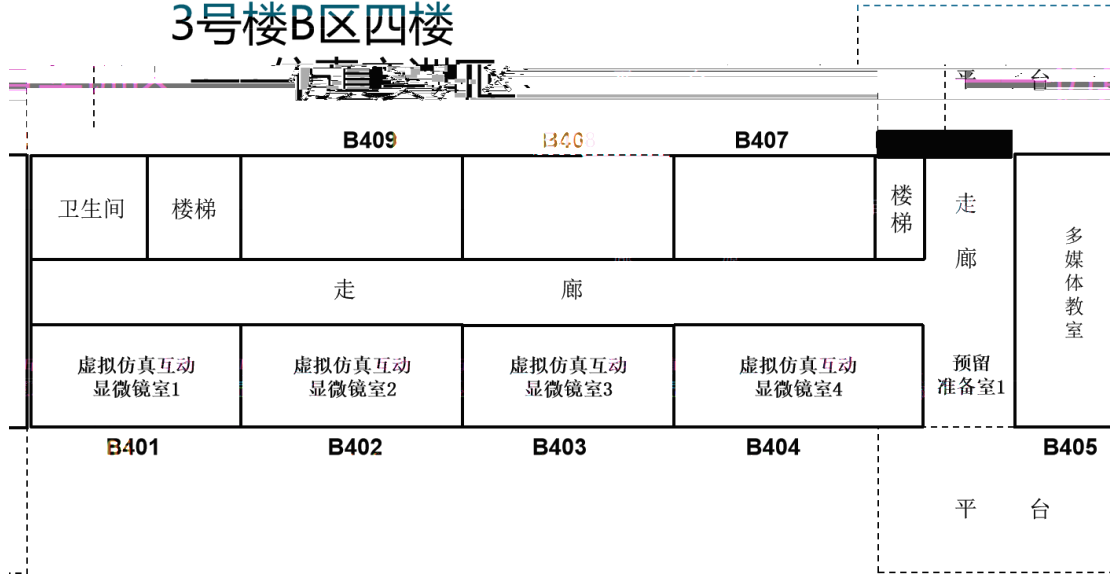 3号楼B区四楼
B409
B407
卫生间
楼梯
楼梯
走
廊
多媒体教室
走 廊
虚拟仿真互动
显微镜室1
虚拟仿真互动
显微镜室2
虚拟仿真互动
显微镜室3
虚拟仿真互动
显微镜室4
预留
准备室1
B401
B402
B403
B404
B405
平 台